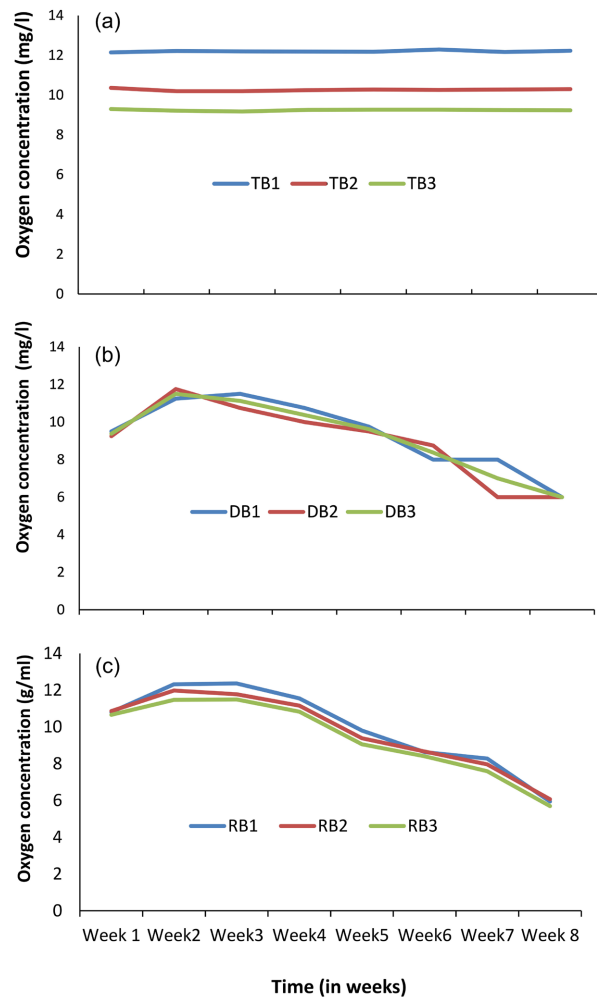 (a)
Oxygen concentration (mg/l)
14
12
10
8
6
4
2
0
TB1 TB2 TB3
(b)
Oxygen concentration (mg/l)
14
12
10
8
6
4
2
0
DB1 DB2 DB3
(c)
Oxygen concentration (g/ml)
14
12
10
8
6
4
2
0
RB1 RB2 RB3
Week 1 Week2 Week3 Week4 Week5 Week6 Week7 Week 8
Time (in weeks)